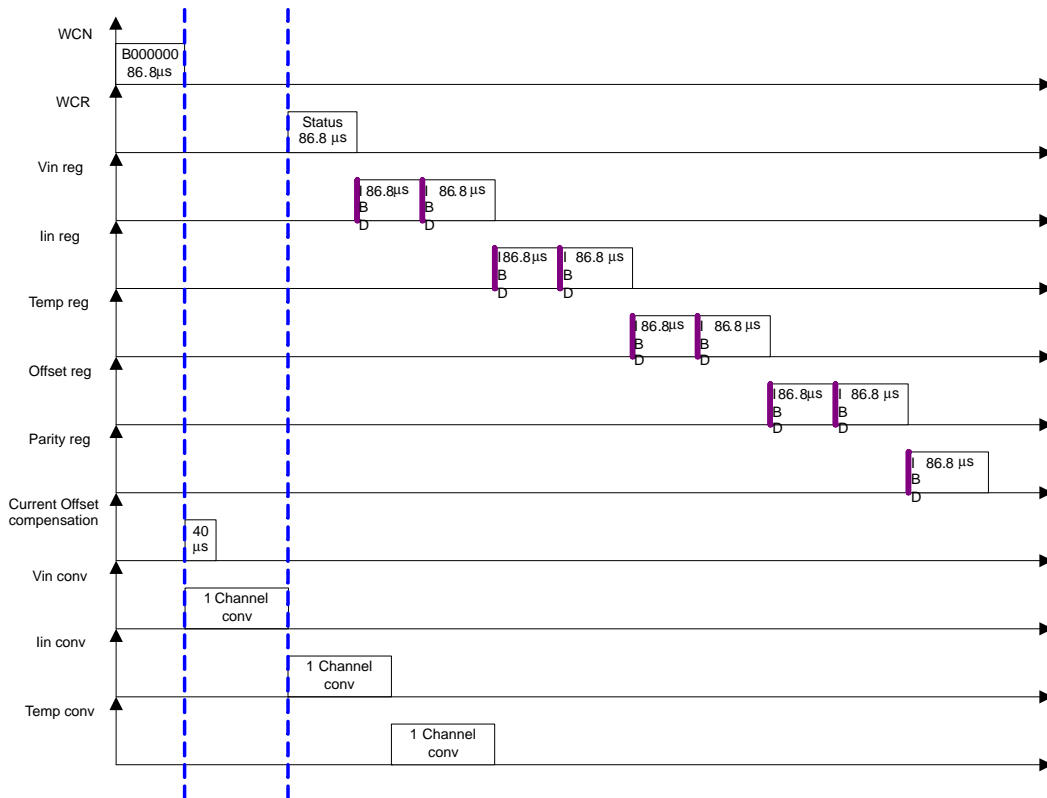 WCN
B000000
86.8µs
WCR
Status
86.8 µs
Vin reg
I 86.8µs
B
D
I 86.8 µs
B
D
Iin reg
I 86.8µs
B
D
I 86.8 µs
B
D
Temp reg
I 86.8µs
B
D
I 86.8 µs
B
D
Offset reg
I 86.8µs
B
D
I 86.8 µs
B
D
Parity reg
I 86.8 µs
B
D
Current Offset
compensation
40
µs
Vin conv
1 Channel
conv
Iin conv
1 Channel
conv
Temp conv
1 Channel
conv